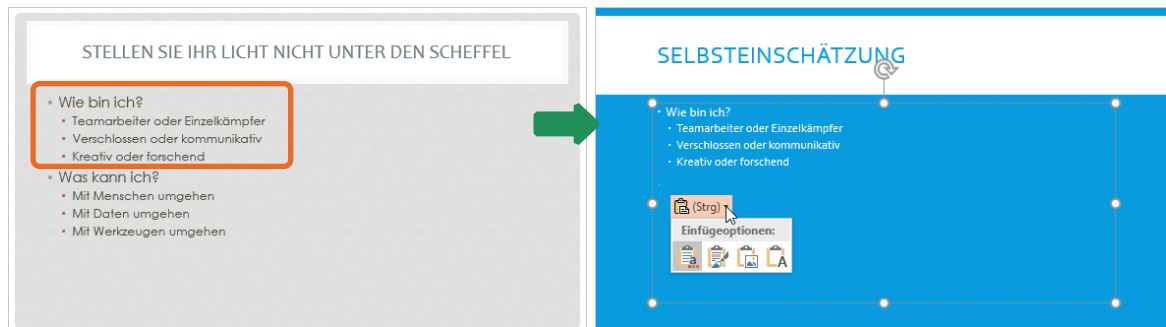 STELLEN SIE IHR LICHT NICHT UNTER DEN SCHEFFEL
• Wie bin ich?
• Teamarbeiter oder Einzelkämpfer
• Verschlossen oder kommunikativ
• Kreativ oder forschend
• Was kann ich?
• Mit Menschen umgehen
• Mit Daten umgehen
• Mit Werkzeugen umgehen
SELBSTEINSCHÄTZUNG
• Wie bin ich?
• Teamarbeiter oder Einzelkämpfer
• Verschlossen oder kommunikativ
• Kreativ oder forschend
(Strg)
Einfügeoptionen: